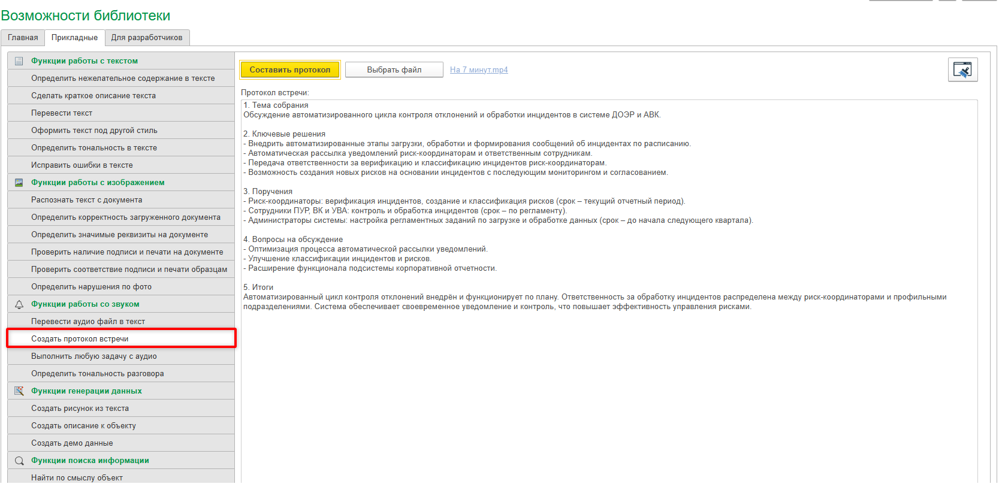 Возможности библиотеки
Главная
Прикладные
Для разработчиков
Функции работы с текстом
Определить нежелательное содержание в тексте
Сделать краткое описание текста
Перевести текст
Оформить текст под другой стиль
Определить тональность в тексте
Исправить ошибки в тексте
Функции работы с изображением
Распознать текст с документа
Определить корректность загруженного документа
Определить значимые реквизиты на документе
Проверить наличие подписи и печати на документе
Проверить соответствие подписи и печати образцам
Определить нарушения по фото
Функции работы со звуком
Перевести аудио файл в текст
Создать протокол встречи
Выполнить любую задачу с аудио
Определить тональность разговора
Функции генерации данных
Создать рисунок из текста
Создать описание к объекту
Создать демо данные
Функции поиска информации
Найти по смыслу объект
Составить протокол
Выбрать файл
На 7 минут.mp4
Протокол встречи:
1. Тема собрания
Обсуждение автоматизированного цикла контроля отклонений и обработки инцидентов в системе ДОЭР и АВК.
2. Ключевые решения
- Внедрить автоматизированные этапы загрузки, обработки и формирования сообщений об инцидентах по расписанию.
- Автоматическая рассылка уведомлений риск-координаторам и ответственным сотрудникам.
- Передача ответственности за верификацию и классификацию инцидентов риск-координаторам.
- Возможность создания новых рисков на основании инцидентов с последующим мониторингом и согласованием.
3. Поручения
- Риск-координаторы: верификация инцидентов, создание и классификация рисков (срок – текущий отчетный период).
- Сотрудники ПУР, ВК и УВА: контроль и обработка инцидентов (срок – по регламенту).
- Администраторы системы: настройка регламентных заданий по загрузке и обработке данных (срок – до начала следующего квартала).
4. Вопросы на обсуждение
- Оптимизация процесса автоматической рассылки уведомлений.
- Улучшение классификации инцидентов и рисков.
- Расширение функционала подсистемы корпоративной отчетности.
5. Итоги
Автоматизированный цикл контроля отклонений внедрён и функционирует по плану. Ответственность за обработку инцидентов распределена между риск-координаторами и профильными
подразделениями. Система обеспечивает своевременное уведомление и контроль, что повышает эффективность управления рисками.